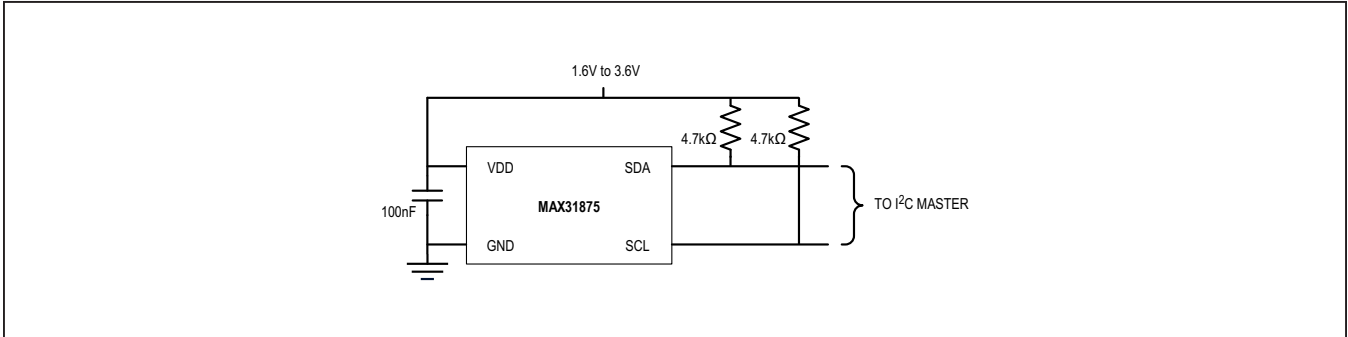 1.6V to 3.6V
4.7kΩ 4.7kΩ
VDD SDA
100nF MAX31875 TO I²C MASTER
GND SCL